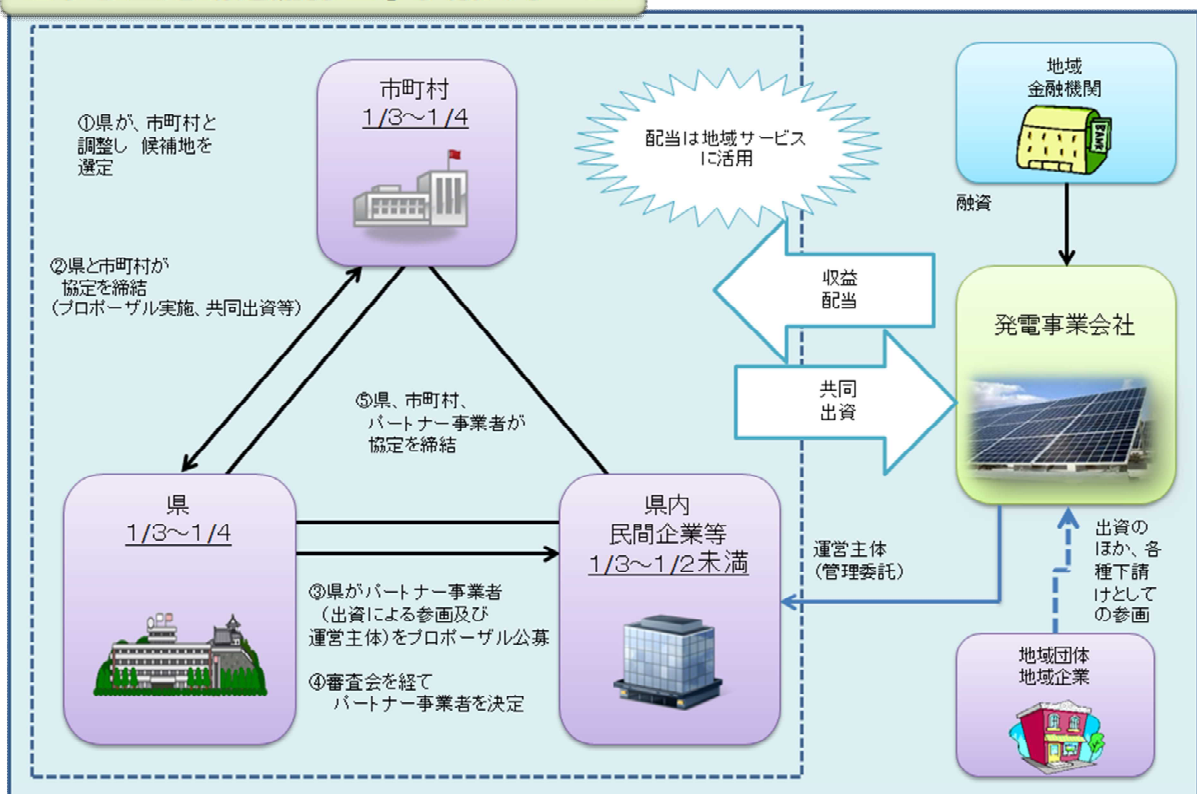 市町村
1/3～1/4
①県が、市町村と
調整し 候補地を
選定
配当は地域サービス
に活用
地域
金融機関
BANK
融資
②県と市町村が
協定を締結
（プロポーザル実施、共同出資等）
収益
配当
発電事業会社
共同
出資
⑤県、市町村、
パートナー事業者が
協定を締結
県
1/3～1/4
県内
民間企業等
1/3～1/2未満
③県がパートナー事業者
（出資による参画及び
運営主体）をプロポーザル公募
④審査会を経て
パートナー事業者を決定
運営主体
（管理委託）
出資の
ほか、各
種下請
けとして
の参画
地域団体
地域企業